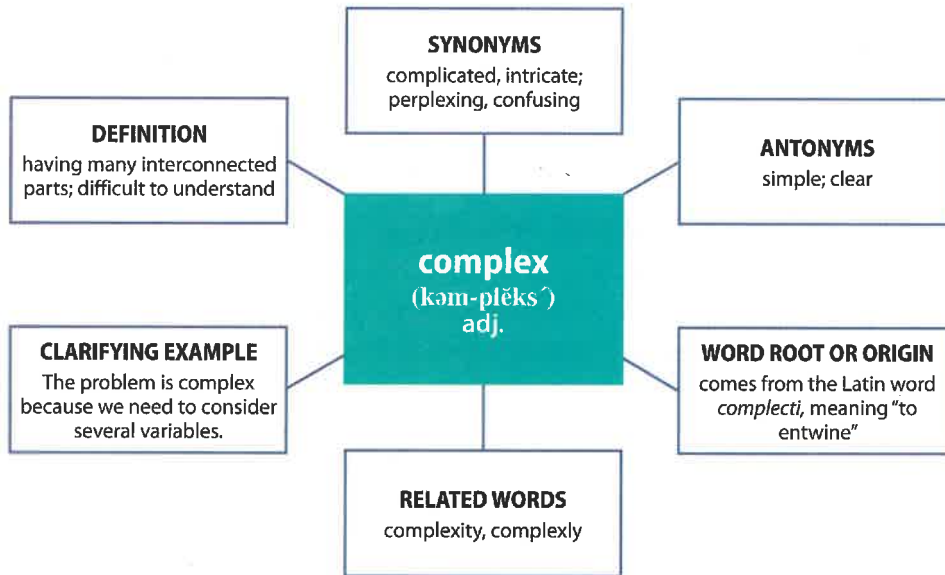 SYNONYMS
complicated, intricate;
perplexing, confusing
DEFINITION
having many interconnected
parts; difficult to understand
ANTONYMS
simple; clear
complex
(kəm-plĕks´)
adj.
CLARIFYING EXAMPLE
The problem is complex
because we need to consider
several variables.
WORD ROOT OR ORIGIN
comes from the Latin word
complecti, meaning “to
entwine”
RELATED WORDS
complexity, complexly